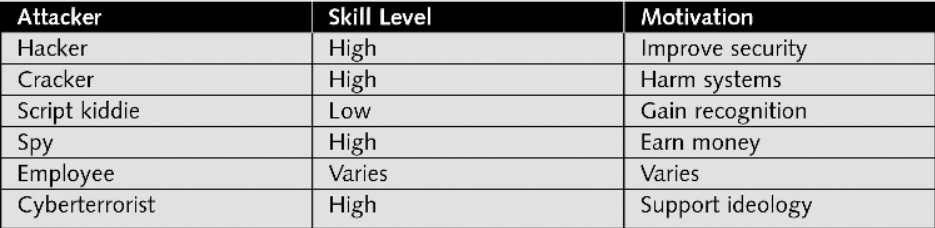 Attacker Skill Level Motivation
Hacker High Improve security
Cracker High Harm systems
Script kiddie Low Gain recognition
Spy High Earn money
Employee Varies Varies
Cyberterrorist High Support ideology